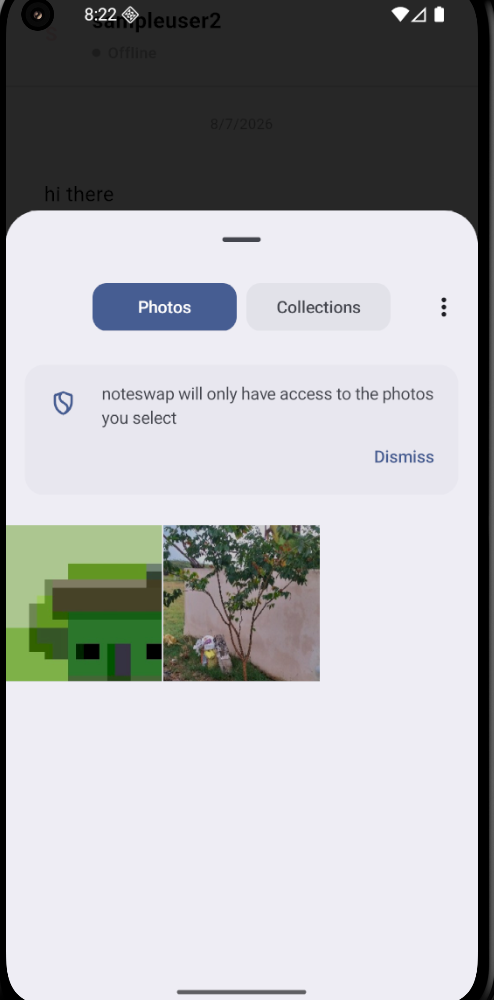 8:22
sampleuser2
Offline
8/7/2026
hi there
Photos
Collections
noteswap will only have access to the photos
you select
Dismiss